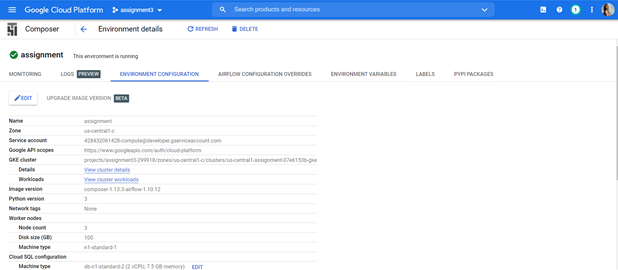 Google Cloud Platform assignment3 Search products and resources 1
Composer Environment details REFRESH DELETE
assignment This environment is running
MONITORING LOGS PREVIEW ENVIRONMENT CONFIGURATION AIRFLOW CONFIGURATION OVERRIDES ENVIRONMENT VARIABLES LABELS PYPI PACKAGES
EDIT UPGRADE IMAGE VERSION BETA
Name assignment
Zone us-central1-c
Service account 428432061428-compute@developer.gserviceaccount.com
Google API scopes https://www.googleapis.com/auth/cloud-platform
GKE cluster projects/assignment3-299918/zones/us-central1-c/clusters/us-central1-assignment-07e6153b-gke
Details View cluster details
Workloads View cluster workloads
Image version composer-1.13.3-airflow-1.10.12
Python version 3
Network tags None
Worker nodes
Node count 3
Disk size (GB) 100
Machine type n1-standard-1
Cloud SQL configuration
Machine type db-n1-standard-2 (2 vCPU, 7.5 GB memory) EDIT